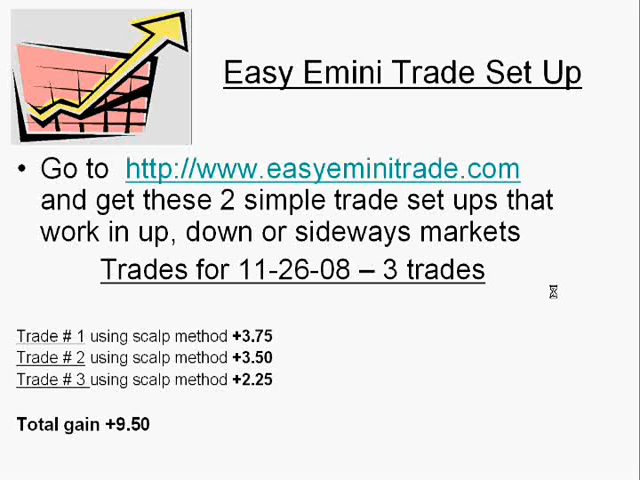 Easy Emini Trade Set Up
• Go to http://www.easyeminitrade.com
and get these 2 simple trade set ups that
work in up, down or sideways markets
Trades for 11-26-08 – 3 trades
Trade # 1 using scalp method +3.75
Trade # 2 using scalp method +3.50
Trade # 3 using scalp method +2.25
Total gain +9.50